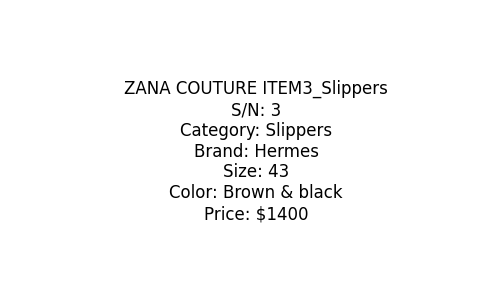 ZANA COUTURE ITEM3_Slippers
S/N: 3
Category: Slippers
Brand: Hermes
Size: 43
Color: Brown & black
Price: $1400